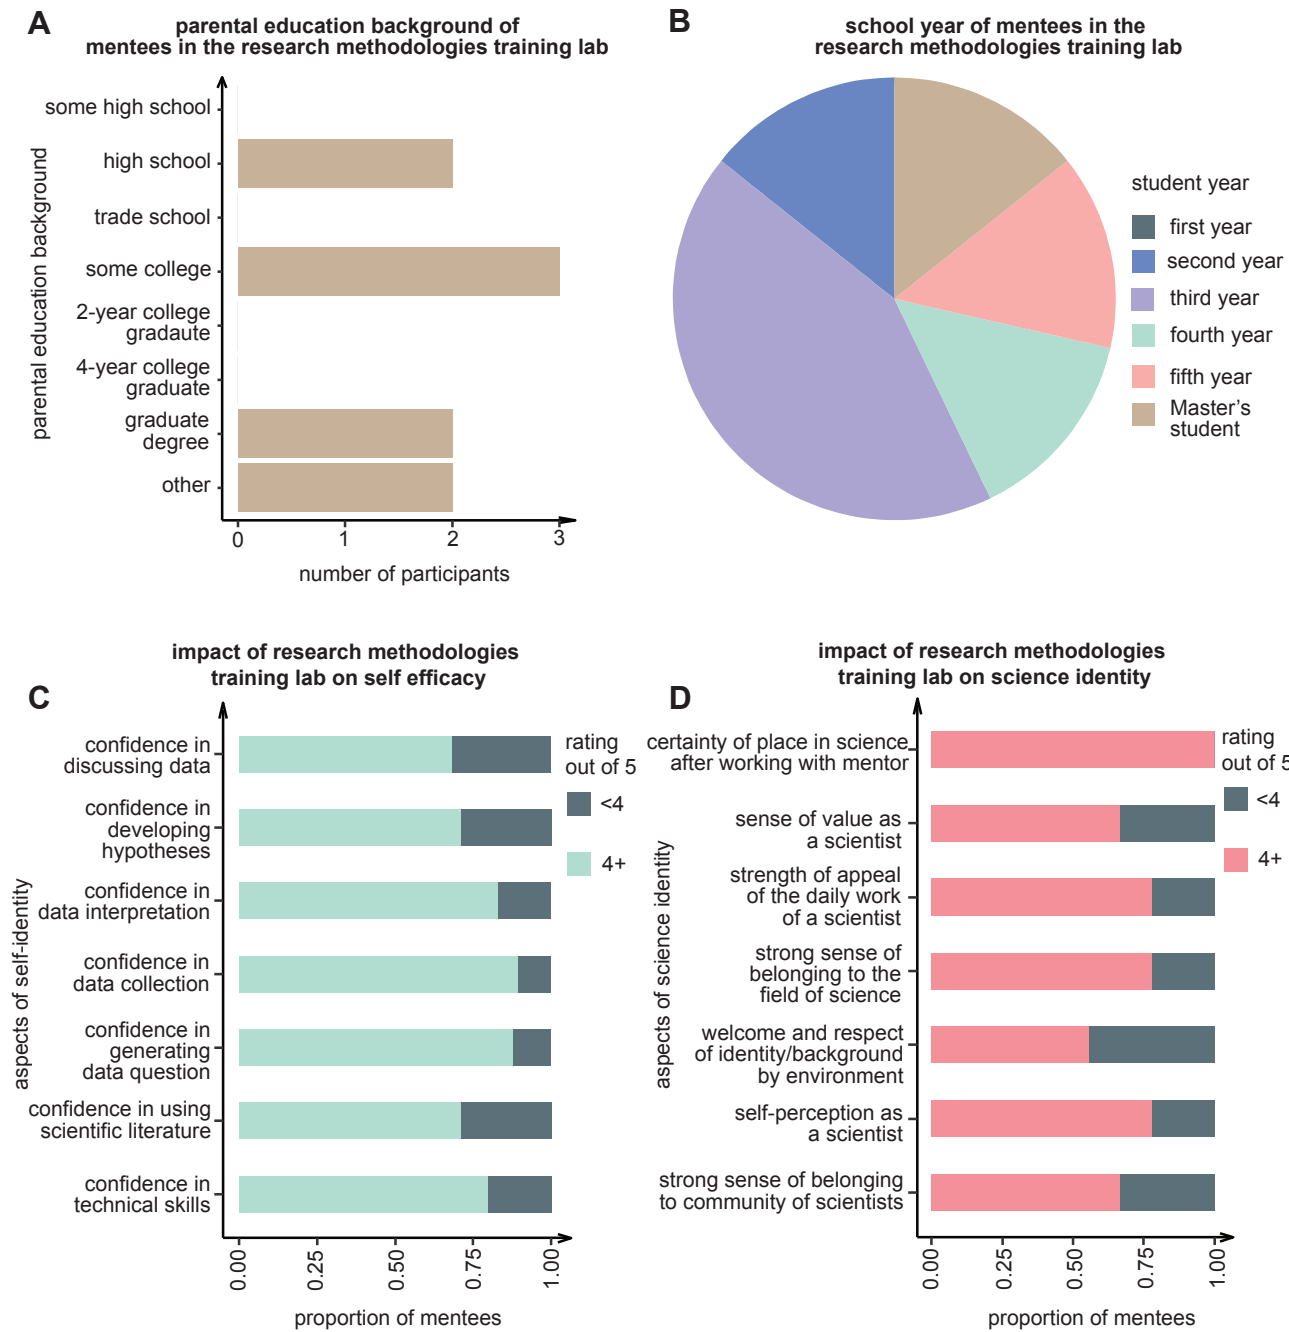 A
parental education background of
mentees in the research methodologies training lab
parental education background
some high school
high school
trade school
some college
2-year college
gradaute
4-year college
graduate
graduate
degree
other
0
1
2
3
number of participants
B
school year of mentees in the
research methodologies training lab
student year
first year
second year
third year
fourth year
fifth year
Master's
student
C
impact of research methodologies
training lab on self efficacy
aspects of self-identity
confidence in
discussing data
confidence in
developing
hypotheses
confidence in
data interpretation
confidence in
data collection
confidence in
generating
data question
confidence in using
scientific literature
confidence in
technical skills
0.00
0.25
0.50
0.75
1.00
proportion of mentees
rating
out of 5
<4
4+
D
impact of research methodologies
training lab on science identity
aspects of science identity
certainty of place in science
after working with mentor
sense of value as
a scientist
strength of appeal
of the daily work
of a scientist
strong sense of
belonging to the
field of science
welcome and respect
of identity/background
by environment
self-perception as
a scientist
strong sense of belonging
to community of scientists
0.00
0.25
0.50
0.75
1.00
proportion of mentees
rating
out of 5
<4
4+